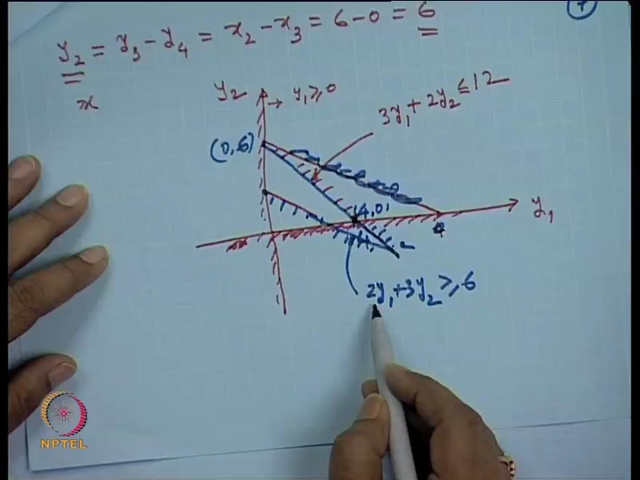 7
y₂ = y₃ - y₄ = x₂ - x₃ = 6 - 0 = 6
x
y₂
y₁ ≥ 0
3y₁ + 2y₂ ≤ 12
(0,6)
(4,0)
y₁
2y₁ + 3y₂ ≥ 6
NPTEL